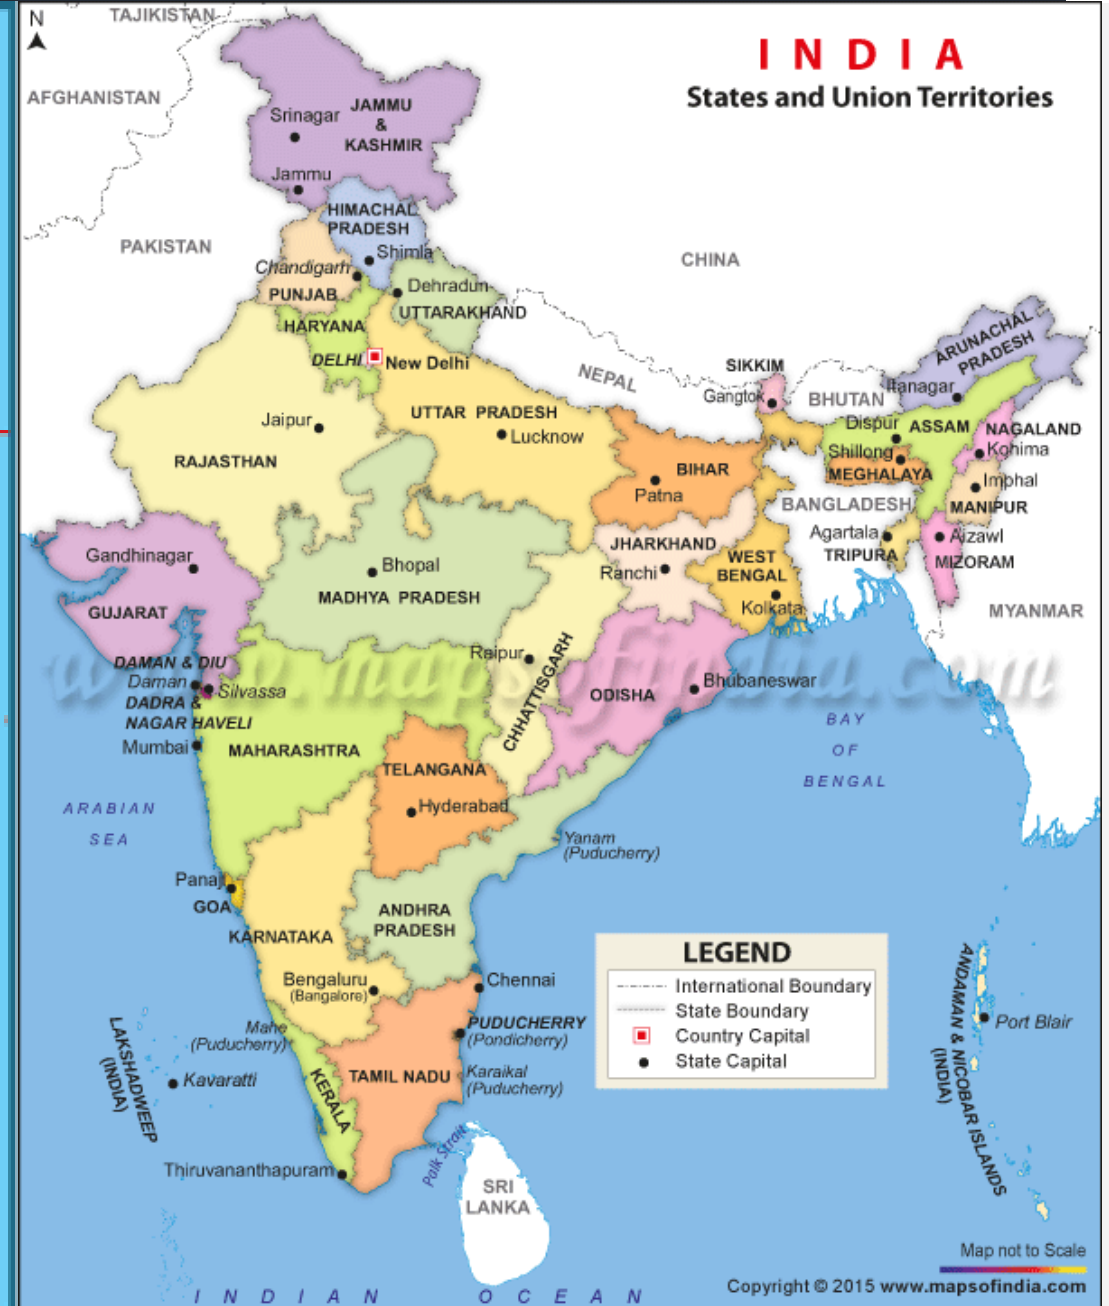 N
TAJIKISTAN
I N D I A
States and Union Territories
AFGHANISTAN
JAMMU
&
KASHMIR
Srinagar
Jammu
HIMACHAL
PRADESH
PAKISTAN
Shimla
CHINA
Chandigarh
PUNJAB
Dehradun
UTTARAKHAND
HARYANA
ARUNACHAL
PRADESH
DELHI
New Delhi
NEPAL
SIKKIM
Gangtok
BHUTAN
Itanagar
UTTAR PRADESH
Jaipur
Lucknow
Dispur
ASSAM
NAGALAND
Kohima
RAJASTHAN
BIHAR
Patna
Shillong
MEGHALAYA
Imphal
MANIPUR
BANGLADESH
Gandhinagar
Bhopal
JHARKHAND
Ranchi
WEST
BENGAL
Agartala
TRIPURA
Aizawl
MIZORAM
GUJARAT
MADHYA PRADESH
Kolkata
MYANMAR
www.mapsofindia.com
Raipur
CHHATTISGARH
DAMAN & DIU
Daman
Silvassa
DADRA &
NAGAR HAVELI
ODISHA
Bhubaneswar
Mumbai
MAHARASHTRA
BAY
OF
BENGAL
TELANGANA
Hyderabad
ARABIAN
SEA
Yanam
(Puducherry)
Panaji
GOA
KARNATAKA
ANDHRA
PRADESH
Bengaluru
(Bangalore)
Chennai
LEGEND
International Boundary
State Boundary
Country Capital
State Capital
ANDAMAN & NICOBAR ISLANDS
(INDIA)
Port Blair
Mahe
(Puducherry)
PUDUCHERRY
(Pondicherry)
LAKSHADWEEP
(INDIA)
Kavaratti
KERALA
TAMIL NADU
Karaikal
(Puducherry)
Thiruvananthapuram
Palk Strait
SRI
LANKA
Map not to Scale
Copyright © 2015 www.mapsofindia.com
I N D I A N O C E A N